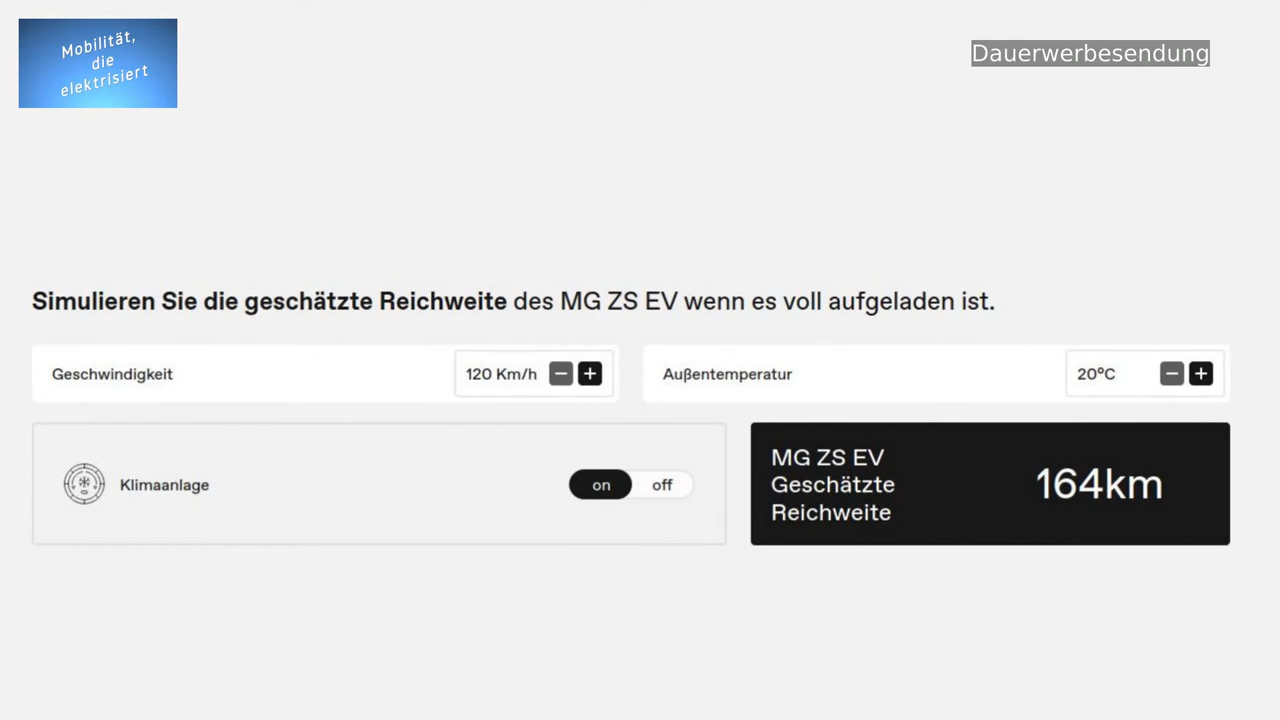 Mobilität,
die
elektrisiert
Dauerwerbesendung
Simulieren Sie die geschätzte Reichweite des MG ZS EV wenn es voll aufgeladen ist.
Geschwindigkeit
120 Km/h
Außentemperatur
20°C
Klimaanlage
on
off
MG ZS EV
Geschätzte
Reichweite
164km